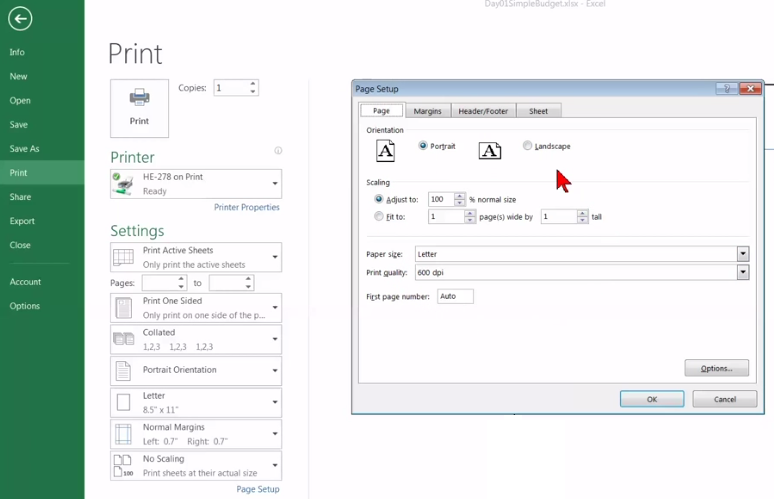 Day01SimpleBudget.xlsx - Excel
Info
New
Open
Save
Save As
Print
Share
Export
Close
Account
Options
Print
Print
Copies: 1
Printer
HE-278 on Print
Ready
Printer Properties
Settings
Print Active Sheets
Only print the active sheets
Pages: to
Print One Sided
Only print on one side of the p...
Collated
1,2,3 1,2,3 1,2,3
Portrait Orientation
Letter
8.5" x 11"
Normal Margins
Left: 0.7" Right: 0.7"
No Scaling
100
Print sheets at their actual size
Page Setup
Page Setup
Page Margins Header/Footer Sheet
Orientation
A Portrait A Landscape
Scaling
Adjust to: 100 % normal size
Fit to: 1 page(s) wide by 1 tall
Paper size: Letter
Print quality: 600 dpi
First page number: Auto
Options...
OK Cancel